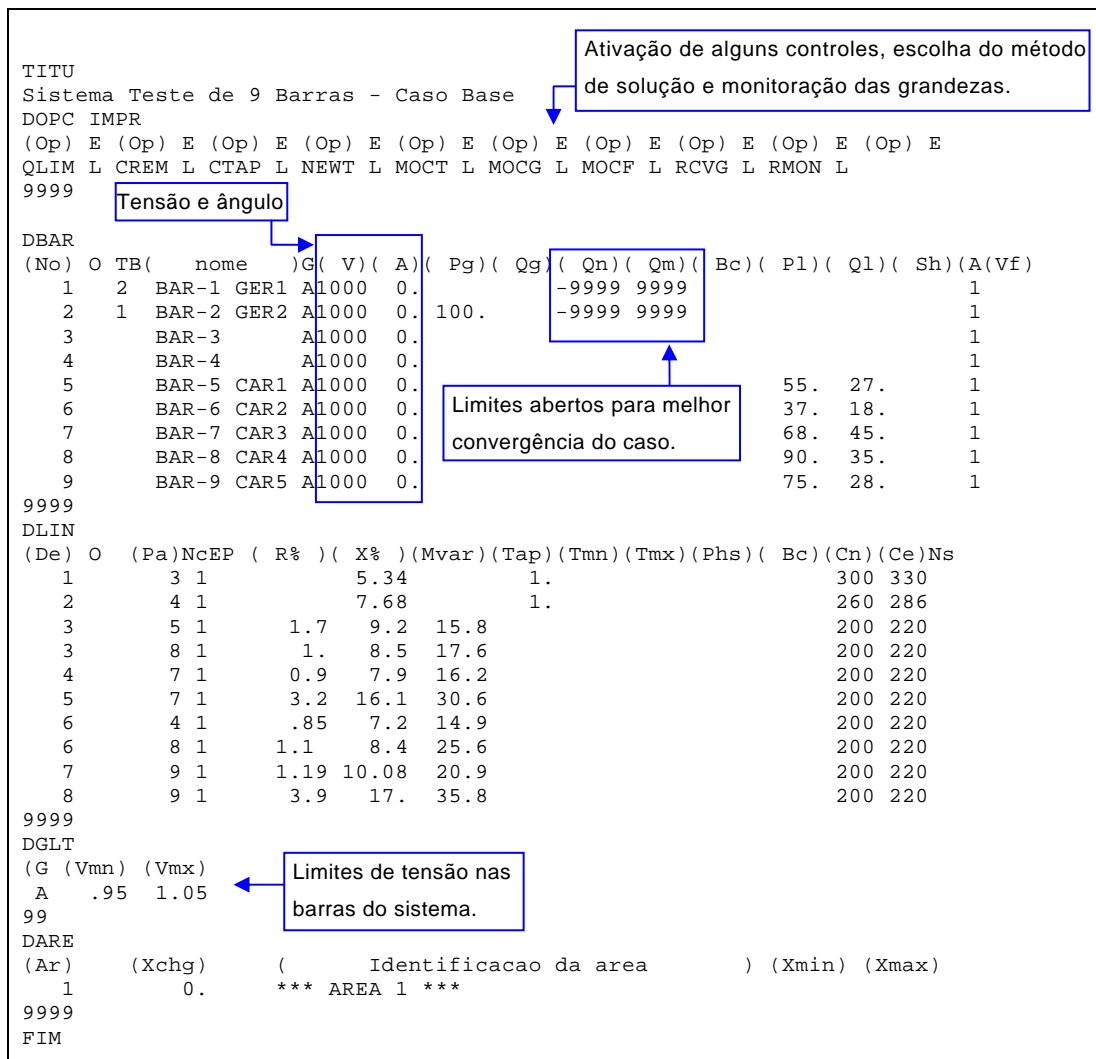 Ativação de alguns controles, escolha do método
de solução e monitoração das grandezas.
TITU
Sistema Teste de 9 Barras - Caso Base
DOPC IMPR
(Op) E (Op) E (Op) E (Op) E (Op) E (Op) E (Op) E (Op) E (Op) E (Op) E
QLIM L CREM L CTAP L NEWT L MOCT L MOCG L MOCF L RCVG L RMON L
9999
Tensão e ângulo
DBAR
(No) O TB(   nome   )G( V)( A)( Pg)( Qg)( Qn)( Qm)( Bc)( Pl)( Ql)( Sh)(A(Vf)
1 2 BAR-1 GER1 A1000 0. -9999 9999 1
2 1 BAR-2 GER2 A1000 0. 100. -9999 9999 1
3 BAR-3 A1000 0. 1
4 BAR-4 A1000 0. 1
5 BAR-5 CAR1 A1000 0. 55. 27. 1
6 BAR-6 CAR2 A1000 0. 37. 18. 1
7 BAR-7 CAR3 A1000 0. 68. 45. 1
8 BAR-8 CAR4 A1000 0. 90. 35. 1
9 BAR-9 CAR5 A1000 0. 75. 28. 1
Limites abertos para melhor
convergência do caso.
9999
DLIN
(De) O (Pa)NcEP ( R% )( X% )(Mvar)(Tap)(Tmn)(Tmx)(Phs)( Bc)(Cn)(Ce)Ns
1 3 1 5.34 1. 300 330
2 4 1 7.68 1. 260 286
3 5 1 1.7 9.2 15.8 200 220
3 8 1 1. 8.5 17.6 200 220
4 7 1 0.9 7.9 16.2 200 220
5 7 1 3.2 16.1 30.6 200 220
6 4 1 .85 7.2 14.9 200 220
6 8 1 1.1 8.4 25.6 200 220
7 9 1 1.19 10.08 20.9 200 220
8 9 1 3.9 17. 35.8 200 220
9999
DGLT
(G (Vmn) (Vmx)
A .95 1.05
Limites de tensão nas
barras do sistema.
99
DARE
(Ar) (Xchg) ( Identificacao da area ) (Xmin) (Xmax)
1 0. *** AREA 1 ***
9999
FIM